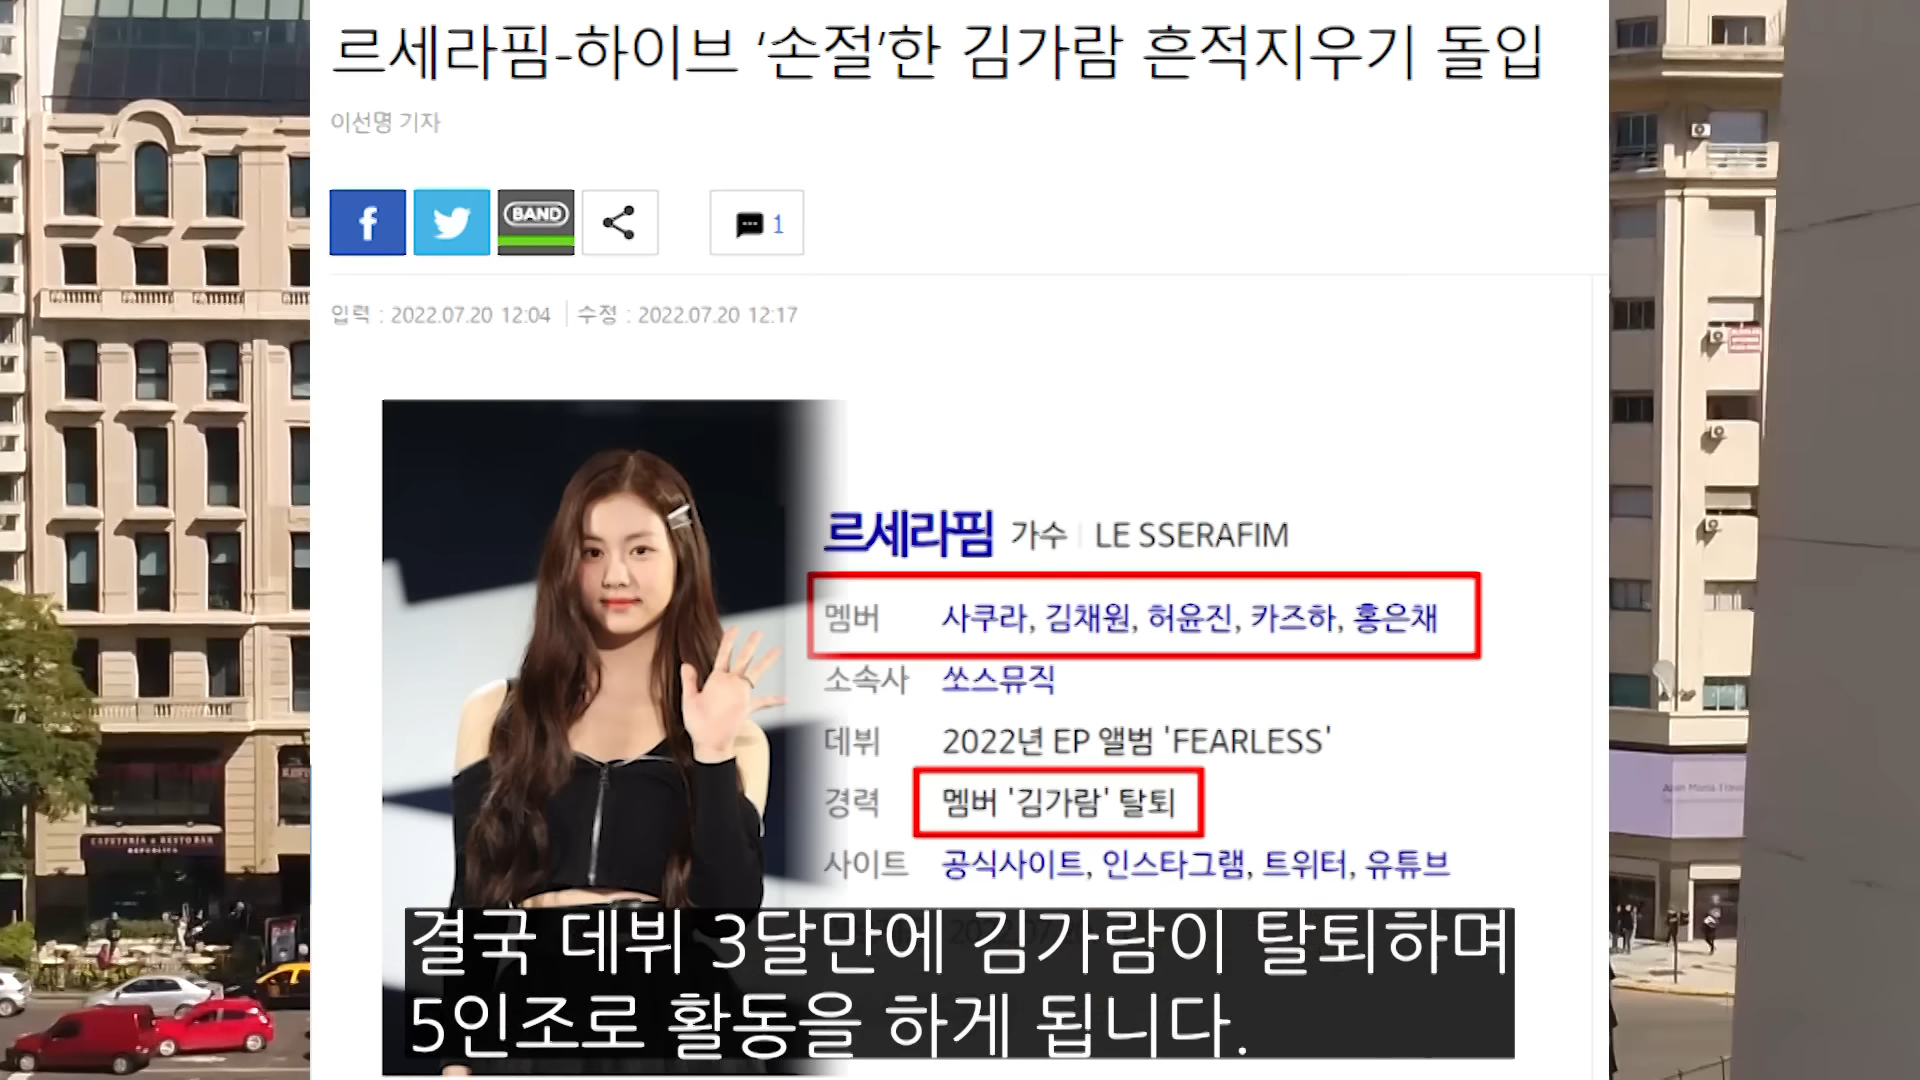 르세라핌-하이브 ‘손절’한 김가람 흔적지우기 돌입
이선명 기자
f BAND 1
입력 : 2022.07.20 12:04 수정 : 2022.07.20 12:17
르세라핌 가수 LE SSERAFIM
멤버 사쿠라, 김채원, 허윤진, 카즈하, 홍은채
소속사 쏘스뮤직
데뷔 2022년 EP 앨범 'FEARLESS'
경력 멤버 '김가람' 탈퇴
사이트 공식사이트, 인스타그램, 트위터, 유튜브
결국 데뷔 3달만에 김가람이 탈퇴하며
5인조로 활동을 하게 됩니다.
CAFETERIA & RESTOBAR